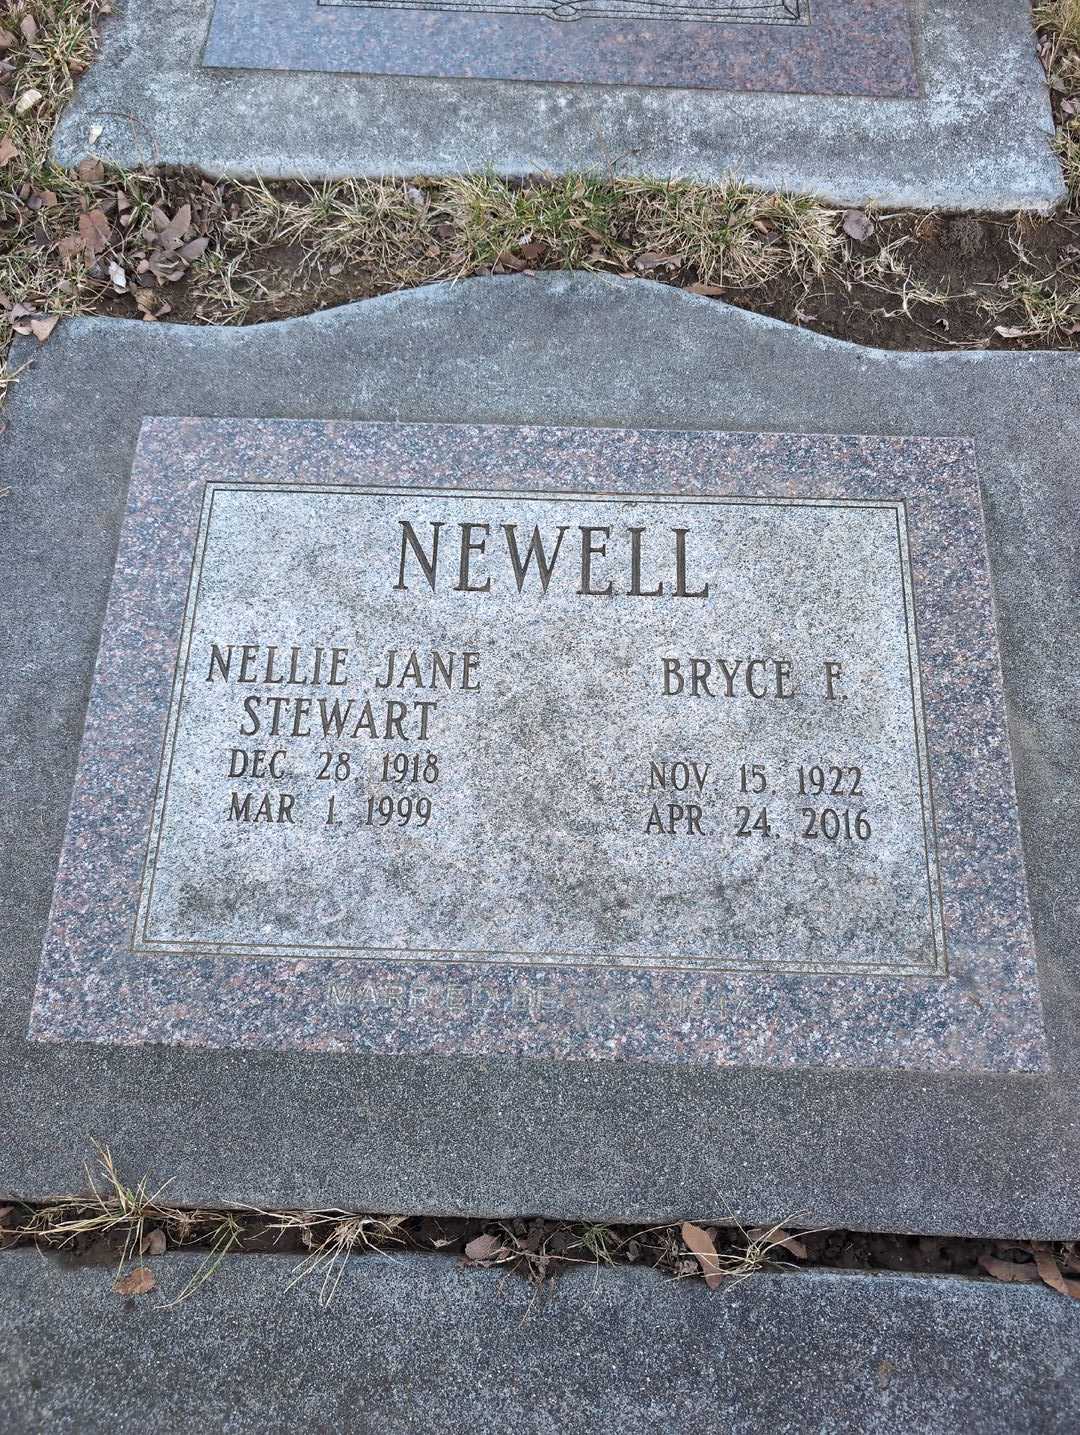 NEWELL
NELLIE JANE
STEWART
DEC 28, 1918
MAR 1, 1999
BRYCE F.
NOV 15, 1922
APR 24, 2016
MARRIED